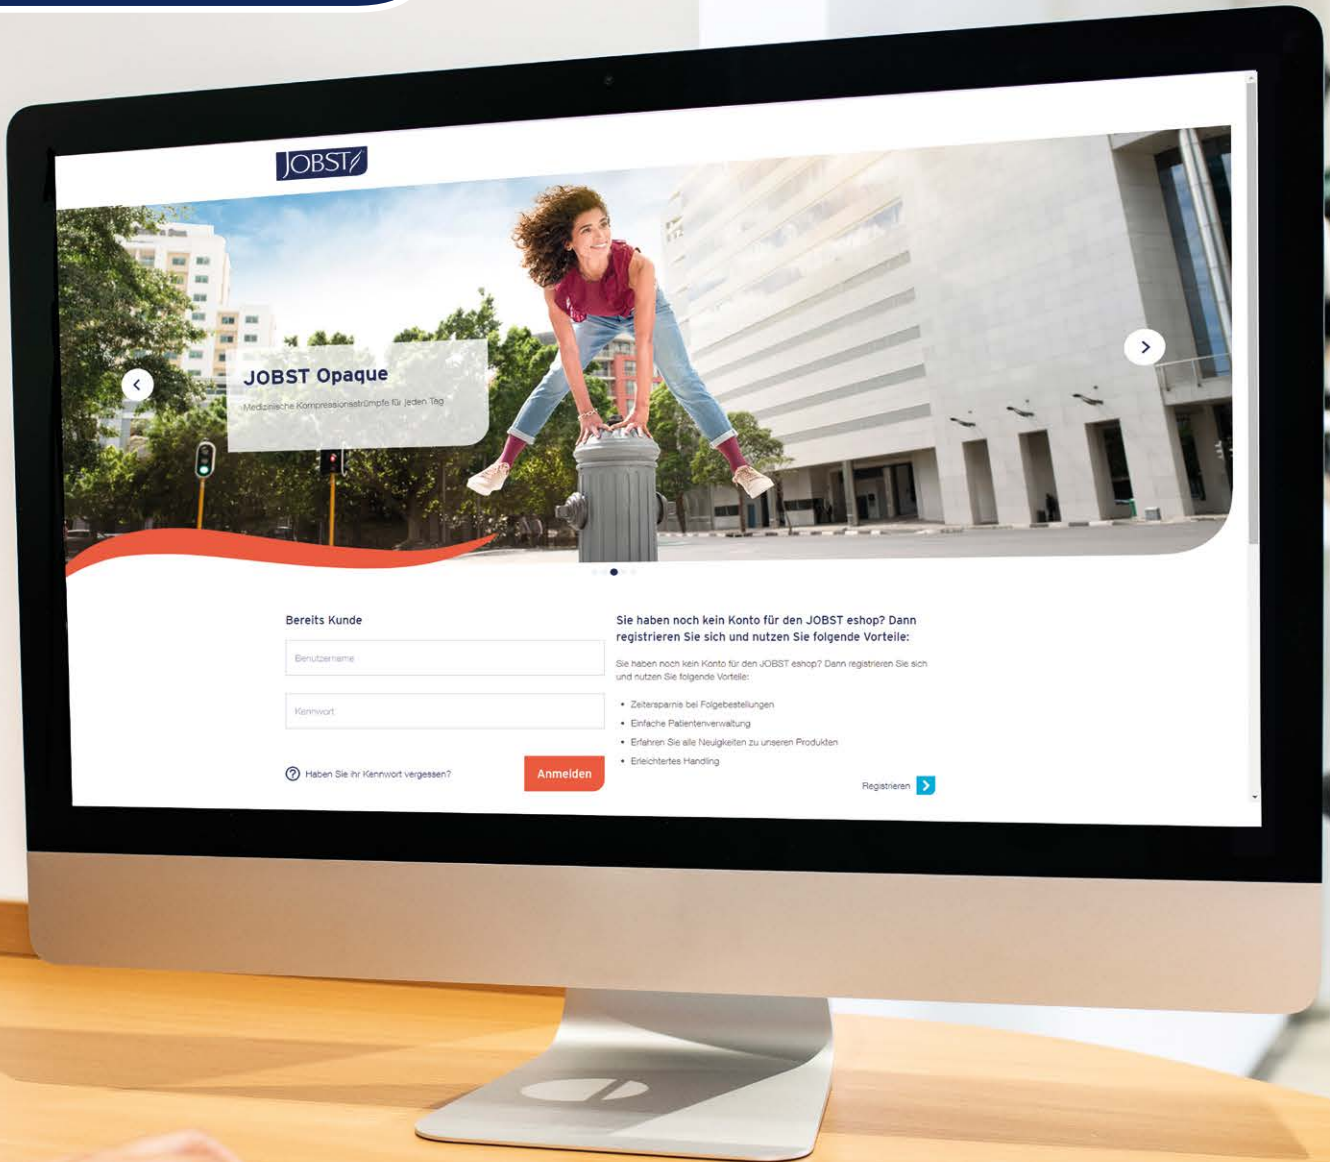 JOBST
JOBST Opaque
Medizinische Kompressionsstrümpfe für jeden Tag
Bereits Kunde
Benutzername
Kennwort
Haben Sie ihr Kennwort vergessen?
Anmelden
Sie haben noch kein Konto für den JOBST eshop? Dann
registrieren Sie sich und nutzen Sie folgende Vorteile:
Sie haben noch kein Konto für den JOBST eshop? Dann registrieren Sie sich
und nutzen Sie folgende Vorteile:
• Zeitersparnis bei Folgebestellungen
• Einfache Patientenverwaltung
• Erfahren Sie alle Neuigkeiten zu unseren Produkten
• Erleichtertes Handling
Registrieren